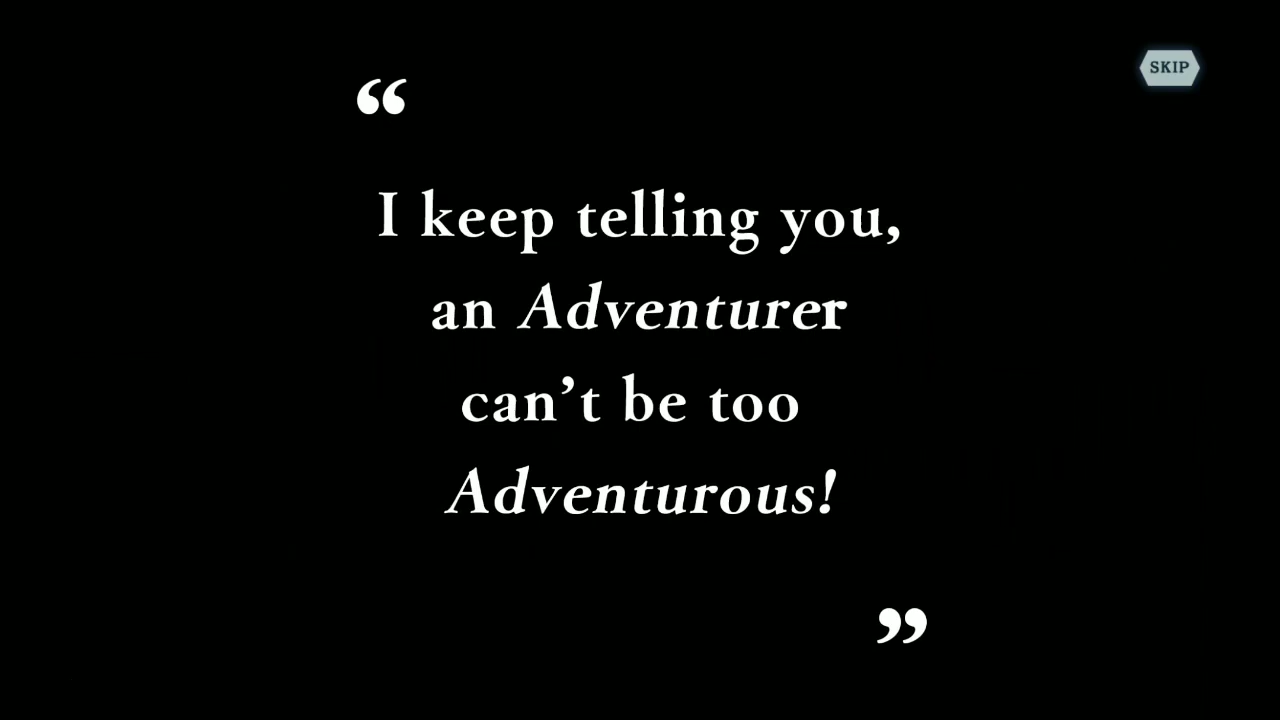 SKIP
“
I keep telling you,
an Adventurer
can’t be too
Adventurous!
”